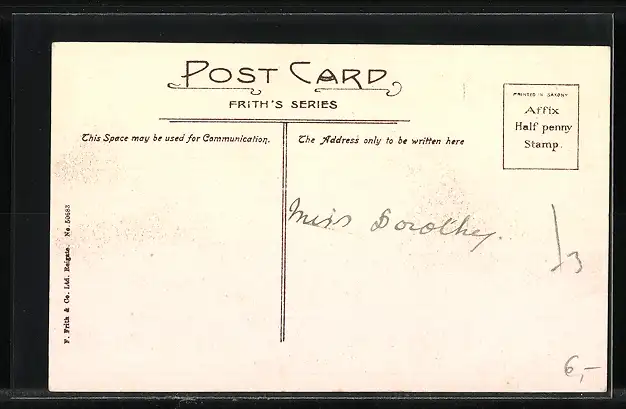 POST CARD
FRITH'S SERIES
This Space may be used for Communication.
The Address only to be written here
PRINTED IN SAXONY
Affix
Half penny
Stamp.
Miss Dorothy.
/3
6,-
F. Frith & Co. Ltd. Reigate. No. 50683